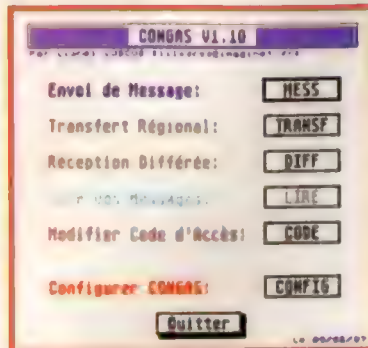 CONGAS V1.10
Par
Envoi de Message: MESS
Transfert Régional: TRANSF
Réception Différée: DIFF
LIRE
Modifier Code d'Accès: CODE
Configurer CONGAS: CONFIG
Quitter